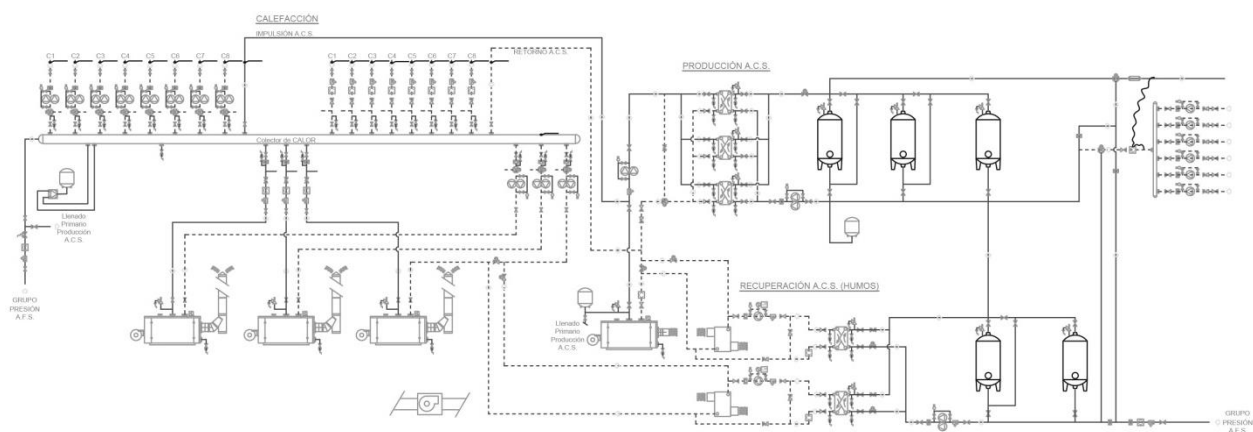 CALEFACCIÓN
IMPULSIÓN A.C.S.
C1 C2 C3 C4 C5 C6 C7 C8
C1 C2 C3 C4 C5 C6 C7 C8
RETORNO A.C.S.
PRODUCCIÓN A.C.S.
Colector de CALOR
Llenado
Primario
Producción
A.C.S.
GRUPO
PRESIÓN
A.F.S.
RECUPERACIÓN A.C.S. (HUMOS)
Llenado
Primario
Producción
A.C.S.
GRUPO
PRESIÓN
A.F.S.